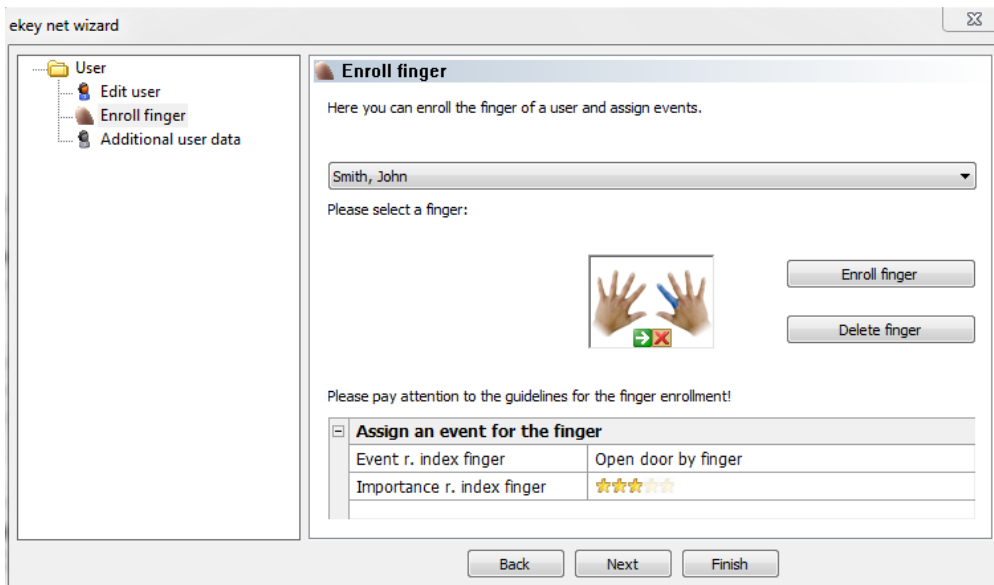 ekey net wizard
User
Edit user
Enroll finger
Additional user data
Enroll finger
Here you can enroll the finger of a user and assign events.
Smith, John
Please select a finger:
Enroll finger
Delete finger
Please pay attention to the guidelines for the finger enrollment!
Assign an event for the finger
Event r. index finger Open door by finger
Importance r. index finger
Back Next Finish